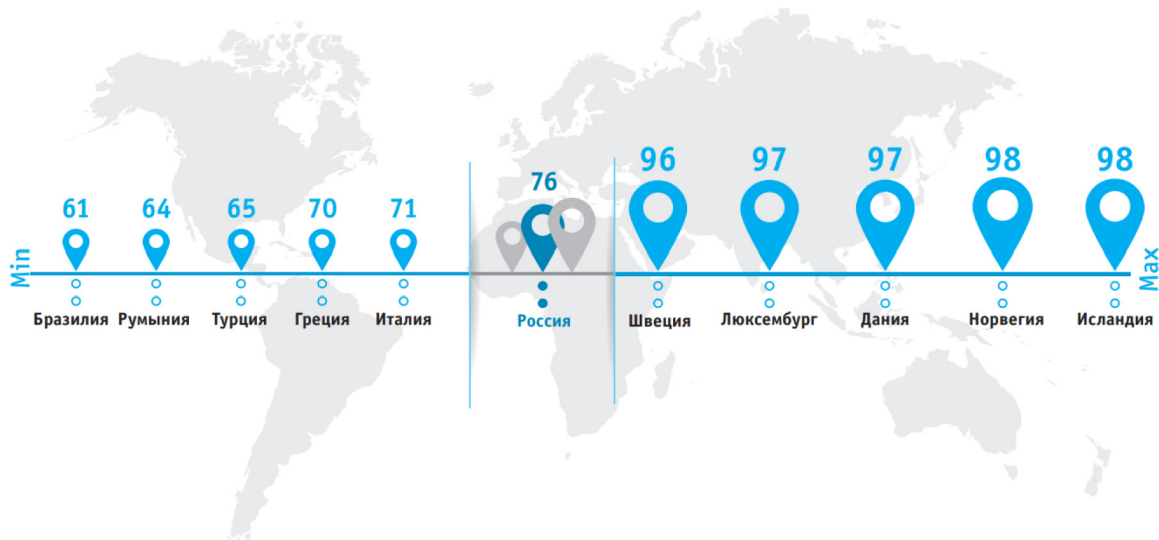 96 97 97 98 98
76
61 64 65 70 71
Min
Max
Бразилия Румыния Турция Греция Италия Россия Швеция Люксембург Дания Норвегия Исландия